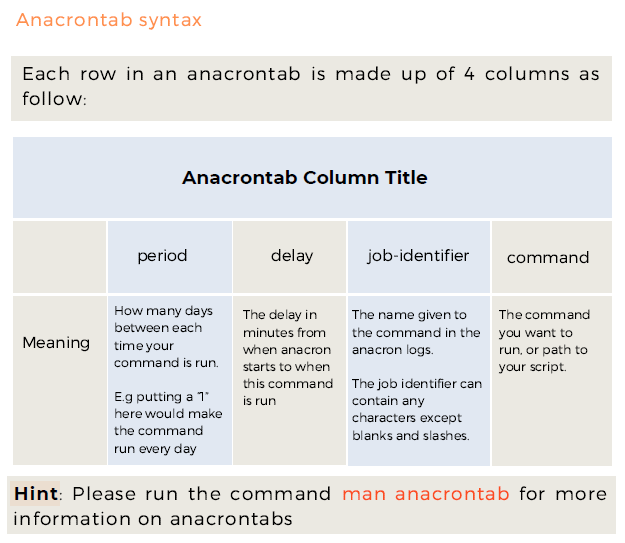 Anacrontab syntax
Each row in an anacrontab is made up of 4 columns as
follow:
Anacrontab Column Title
period
delay
job-identifier
command
Meaning
How many days
between each
time your
command is run.
E.g putting a "1"
here would make
the command
run every day
The delay in
minutes from
when anacron
starts to when
this command
is run
The name given to
the command in the
anacron logs.
The job identifier can
contain any
characters except
blanks and slashes.
The command
you want to
run, or path to
your script.
Hint: Please run the command man anacrontab for more
information on anacrontabs